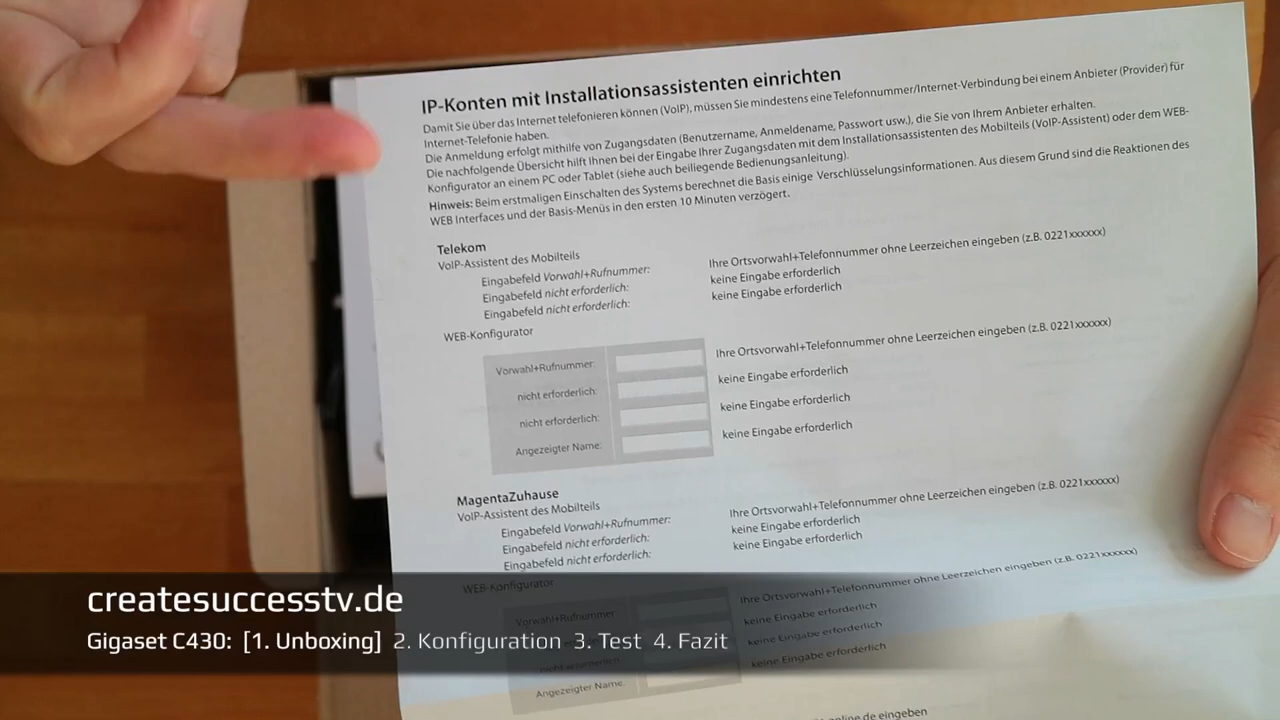 IP-Konten mit Installationsassistenten einrichten
Damit Sie über das Internet telefonieren können (VoIP), müssen Sie mindestens eine Telefonnummer/Internet-Verbindung bei einem Anbieter (Provider) für
Internet-Telefonie haben.
Die Anmeldung erfolgt mithilfe von Zugangsdaten (Benutzername, Anmeldename, Passwort usw.), die Sie von Ihrem Anbieter erhalten.
Die nachfolgende Übersicht hilft Ihnen bei der Eingabe Ihrer Zugangsdaten mit dem Installationsassistenten des Mobilteils (VoIP-Assistent) oder dem WEB-
Konfigurator an einem PC oder Tablet (siehe auch beiliegende Bedienungsanleitung).
Hinweis: Beim erstmaligen Einschalten des Systems berechnet die Basis einige Verschlüsselungsinformationen. Aus diesem Grund sind die Reaktionen des
WEB Interfaces und der Basis-Menüs in den ersten 10 Minuten verzögert.
Telekom
VoIP-Assistent des Mobilteils
Eingabefeld Vorwahl+Rufnummer: Ihre Ortsvorwahl+Telefonnummer ohne Leerzeichen eingeben (z.B. 0221xxxxxx)
Eingabefeld nicht erforderlich: keine Eingabe erforderlich
Eingabefeld nicht erforderlich: keine Eingabe erforderlich
WEB-Konfigurator
Vorwahl+Rufnummer: Ihre Ortsvorwahl+Telefonnummer ohne Leerzeichen eingeben (z.B. 0221xxxxxx)
nicht erforderlich: keine Eingabe erforderlich
nicht erforderlich: keine Eingabe erforderlich
Angezeigter Name: keine Eingabe erforderlich
MagentaZuhause
VoIP-Assistent des Mobilteils
Eingabefeld Vorwahl+Rufnummer: Ihre Ortsvorwahl+Telefonnummer ohne Leerzeichen eingeben (z.B. 0221xxxxxx)
Eingabefeld nicht erforderlich: keine Eingabe erforderlich
Eingabefeld nicht erforderlich: keine Eingabe erforderlich
WEB-Konfigurator
Vorwahl+Rufnummer Ihre Ortsvorwahl+Telefonnummer ohne Leerzeichen eingeben (z.B. 0221xxxxxx)
keine Eingabe erforderlich
nicht erforderlich: keine Eingabe erforderlich
Angezeigter Name: keine Eingabe erforderlich
eingeben
createsuccesstv.de
Gigaset C430: [1. Unboxing] 2. Konfiguration 3. Test 4. Fazit